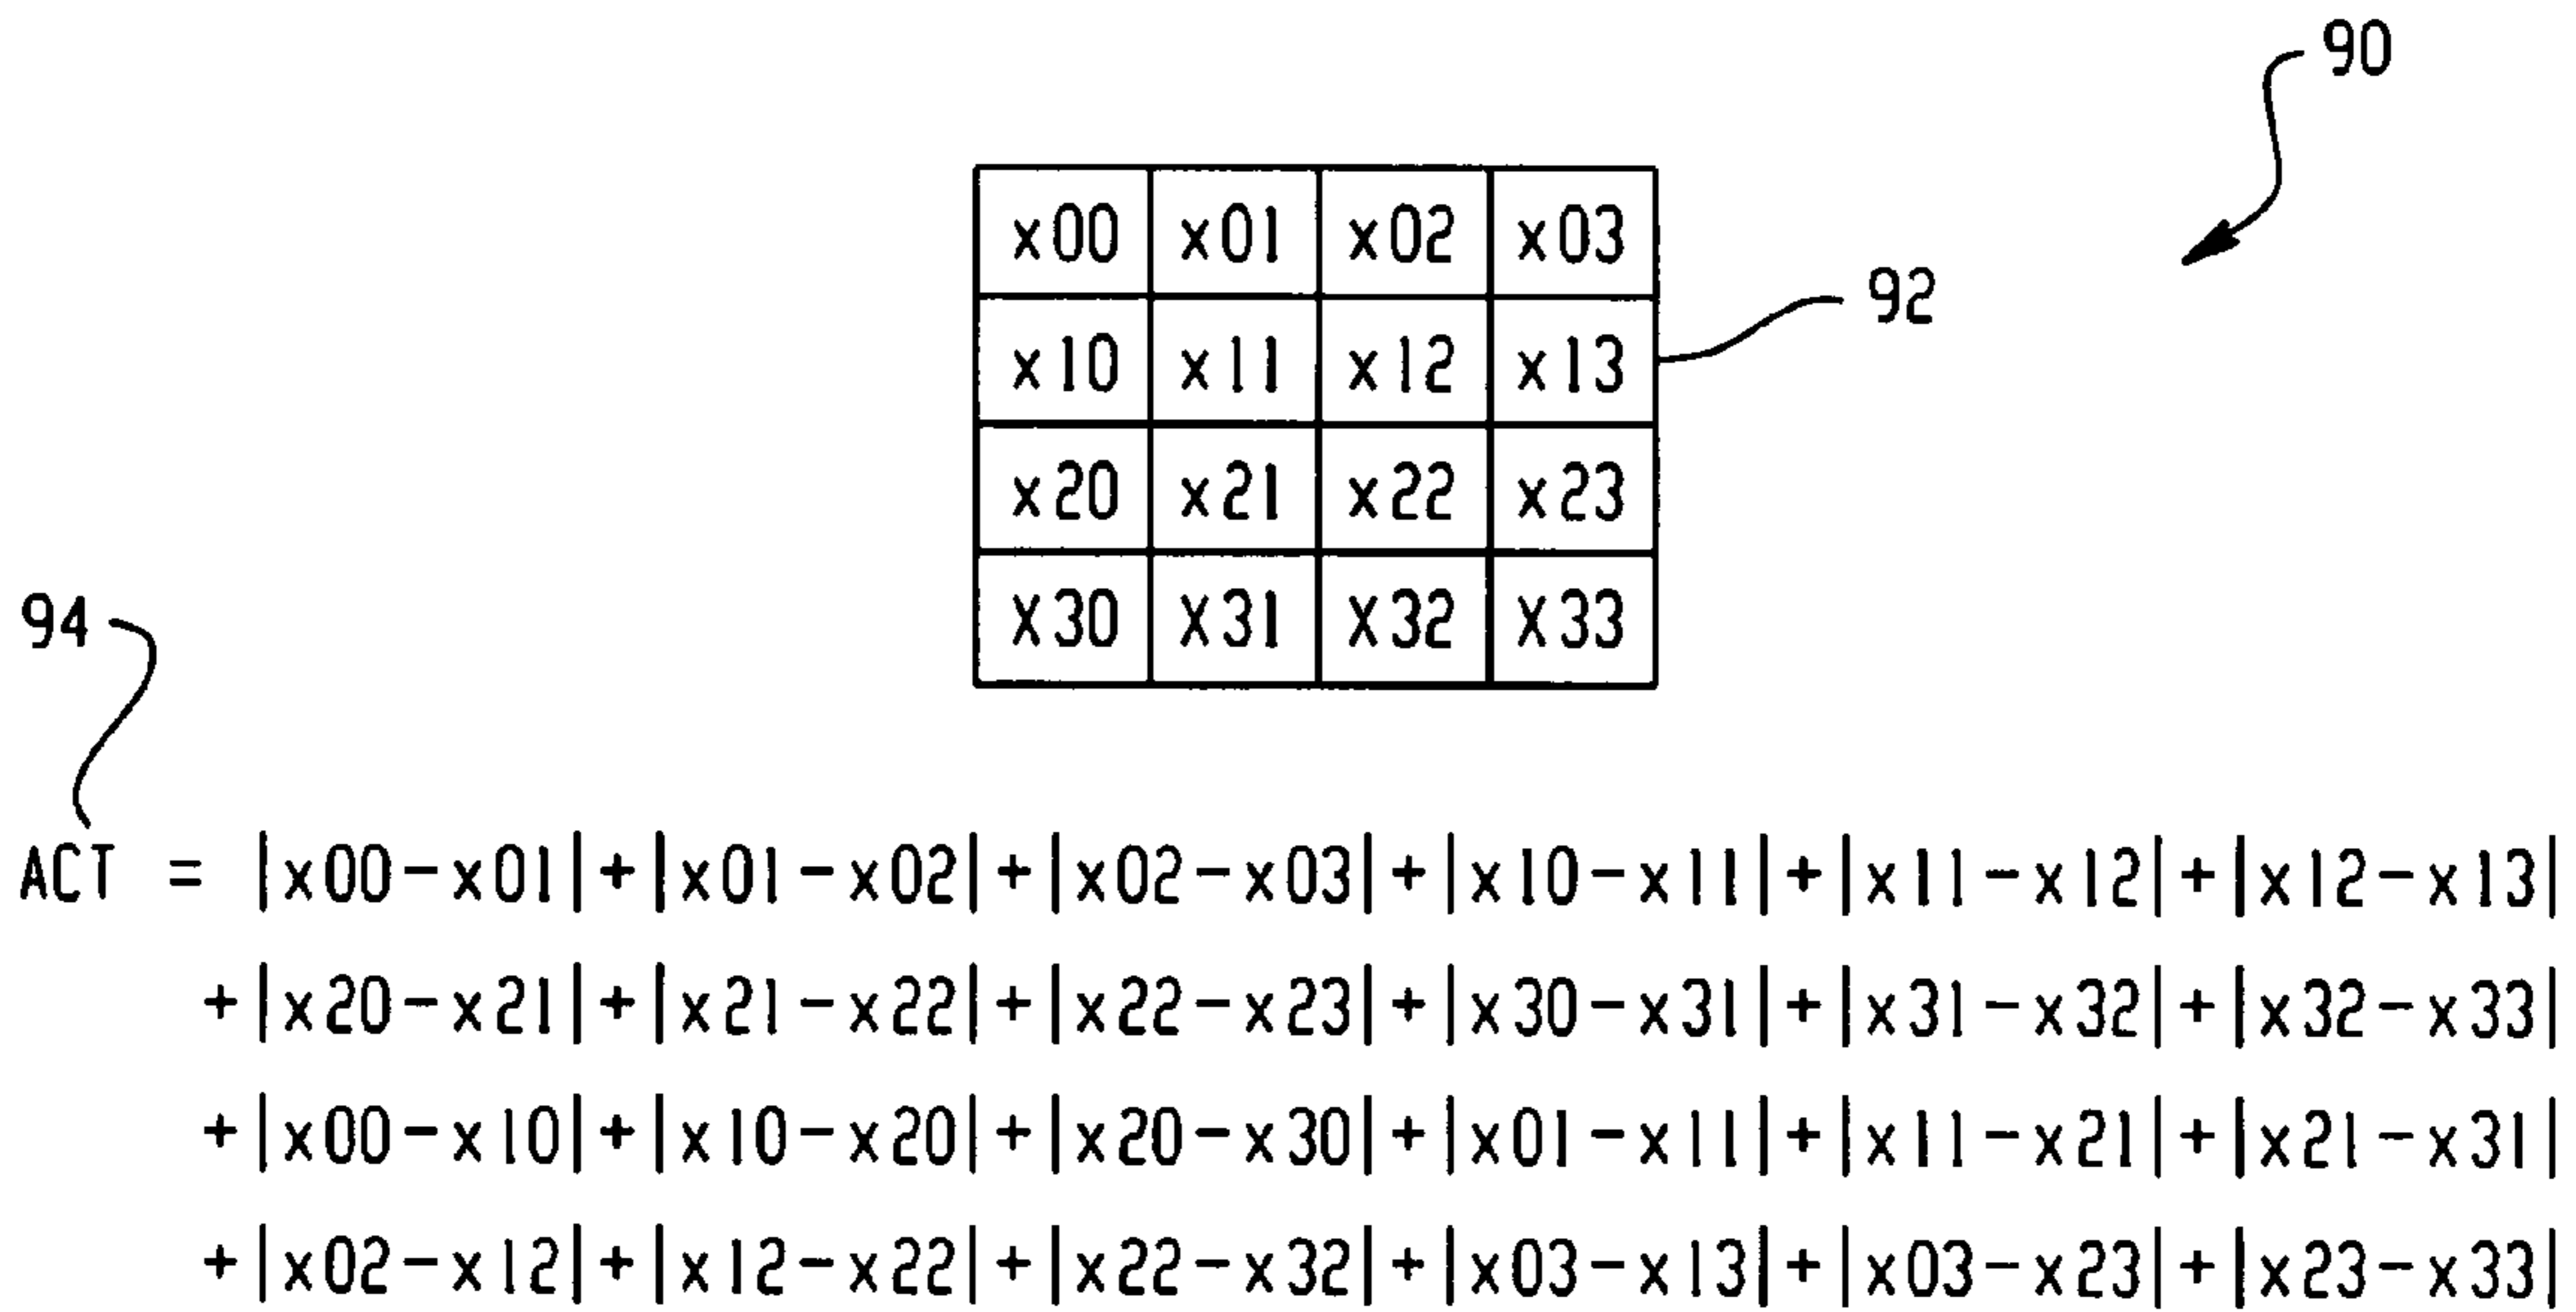 90
x00 x01 x02 x03
92
x10 x11 x12 x13
x20 x21 x22 x23
X30 X31 X32 X33
94
ACT = |x00-x01|+|x01-x02|+|x02-x03|+|x10-x11|+|x11-x12|+|x12-x13|
+|x20-x21|+|x21-x22|+|x22-x23|+|x30-x31|+|x31-x32|+|x32-x33|
+|x00-x10|+|x10-x20|+|x20-x30|+|x01-x11|+|x11-x21|+|x21-x31|
+|x02-x12|+|x12-x22|+|x22-x32|+|x03-x13|+|x03-x23|+|x23-x33|